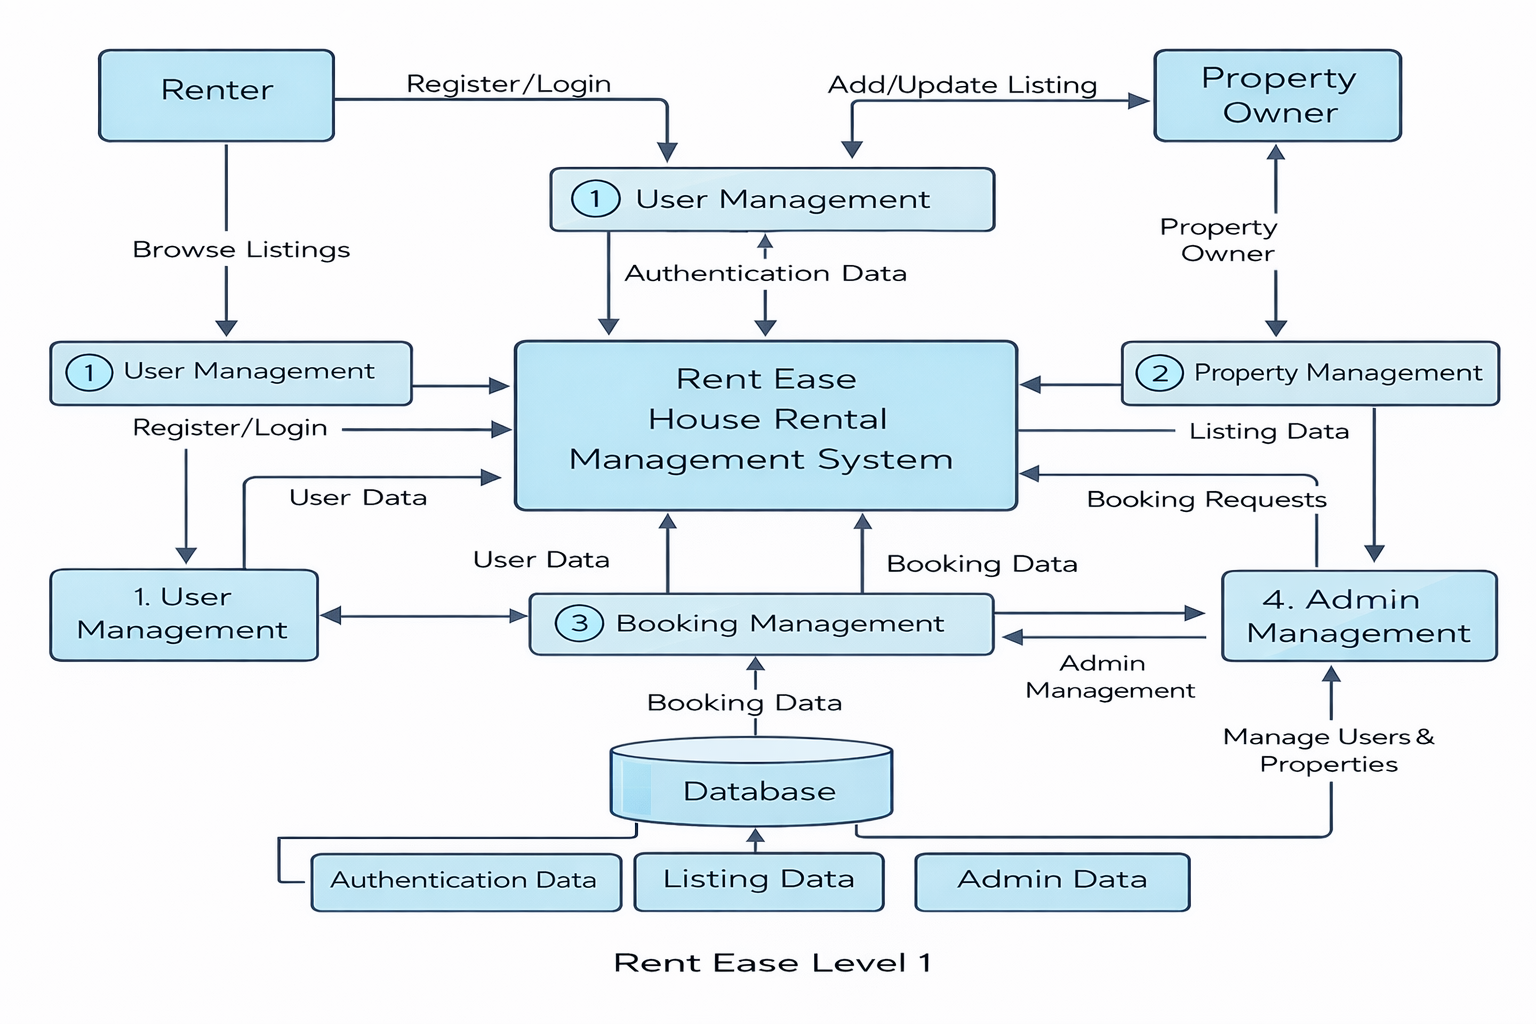 Renter
Register/Login
Add/Update Listing
Property
Owner
1 User Management
Browse Listings
Authentication Data
Property
Owner
1 User Management
Rent Ease
House Rental
Management System
2 Property Management
Register/Login
Listing Data
User Data
Booking Requests
User Data
Booking Data
1. User
Management
3 Booking Management
4. Admin
Management
Admin
Management
Booking Data
Manage Users &
Properties
Database
Authentication Data
Listing Data
Admin Data
Rent Ease Level 1